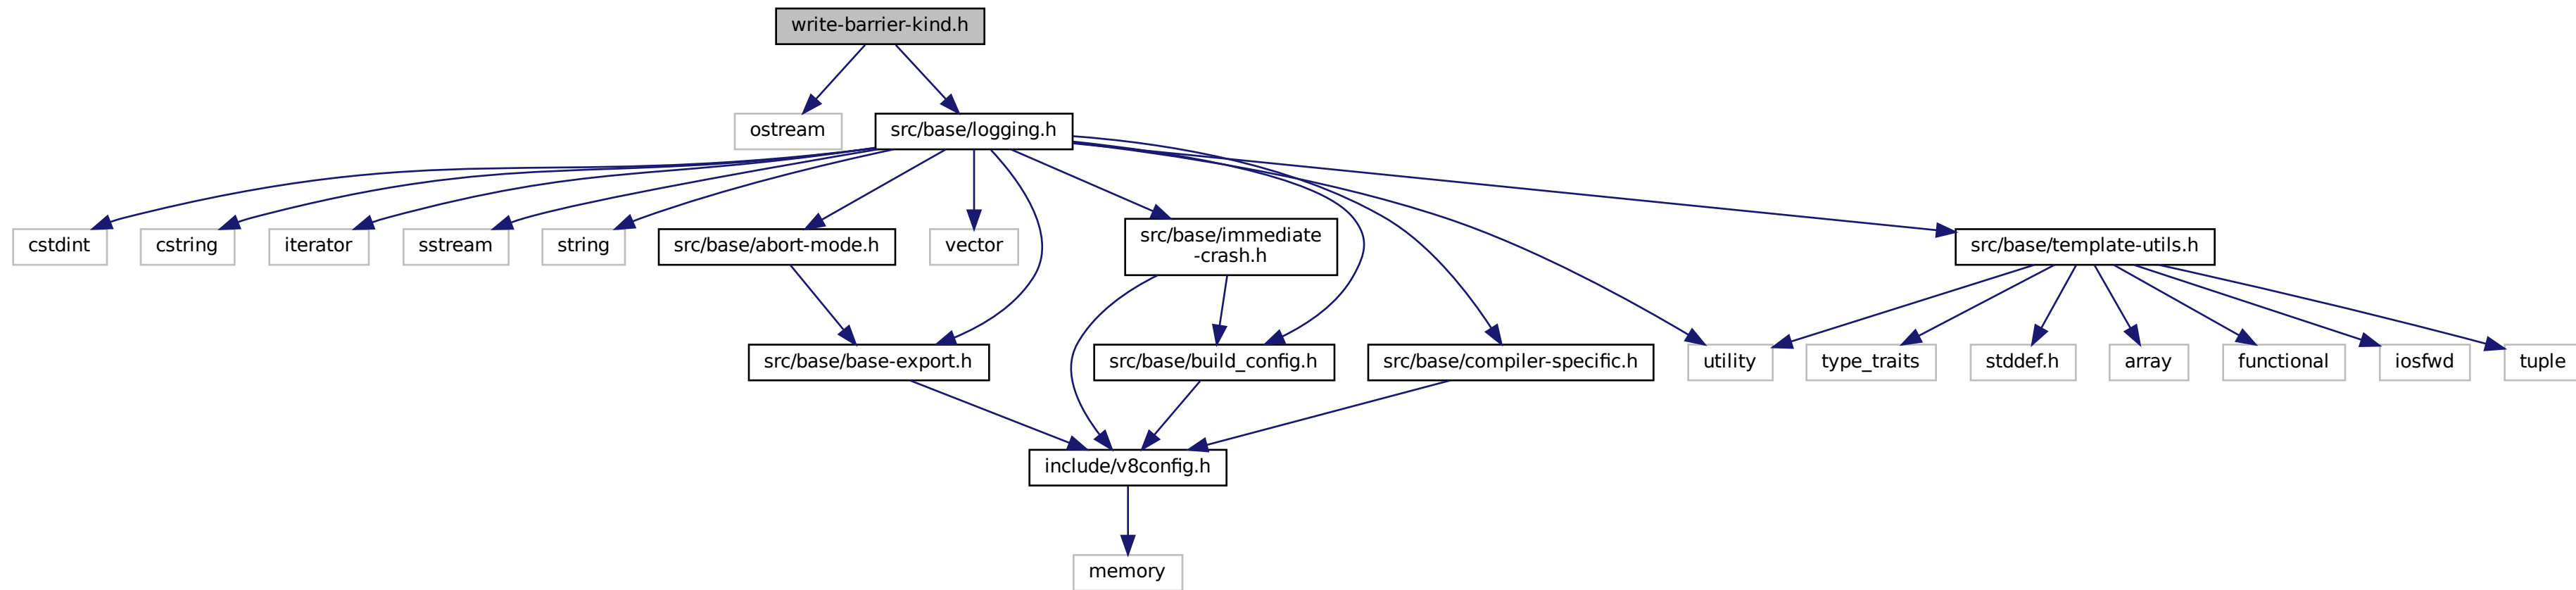 write-barrier-kind.h
ostream
src/base/logging.h
cstdint
cstring
iterator
sstream
string
src/base/abort-mode.h
vector
src/base/immediate
-crash.h
src/base/template-utils.h
src/base/base-export.h
src/base/build_config.h
src/base/compiler-specific.h
utility
type_traits
stddef.h
array
functional
iosfwd
tuple
include/v8config.h
memory